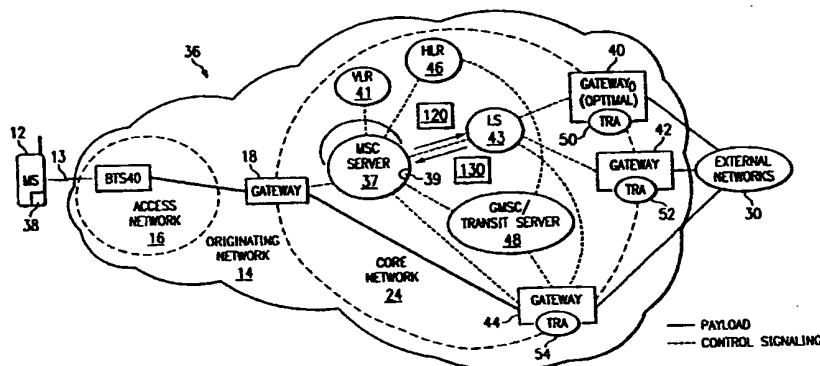 36
12
13
MS
38
BTS40
ACCESS
NETWORK
16
ORIGINATING
NETWORK
14
18
GATEWAY
VLR
41
HLR
46
MSC
SERVER
37
39
120
130
LS
43
GMSC/
TRANSIT SERVER
48
CORE
NETWORK
24
40
GATEWAYO
(OPTIMAL)
TRA
50
42
GATEWAY
TRA
52
EXTERNAL
NETWORKS
30
GATEWAY
44
TRA
54
PAYLOAD
CONTROL SIGNALING